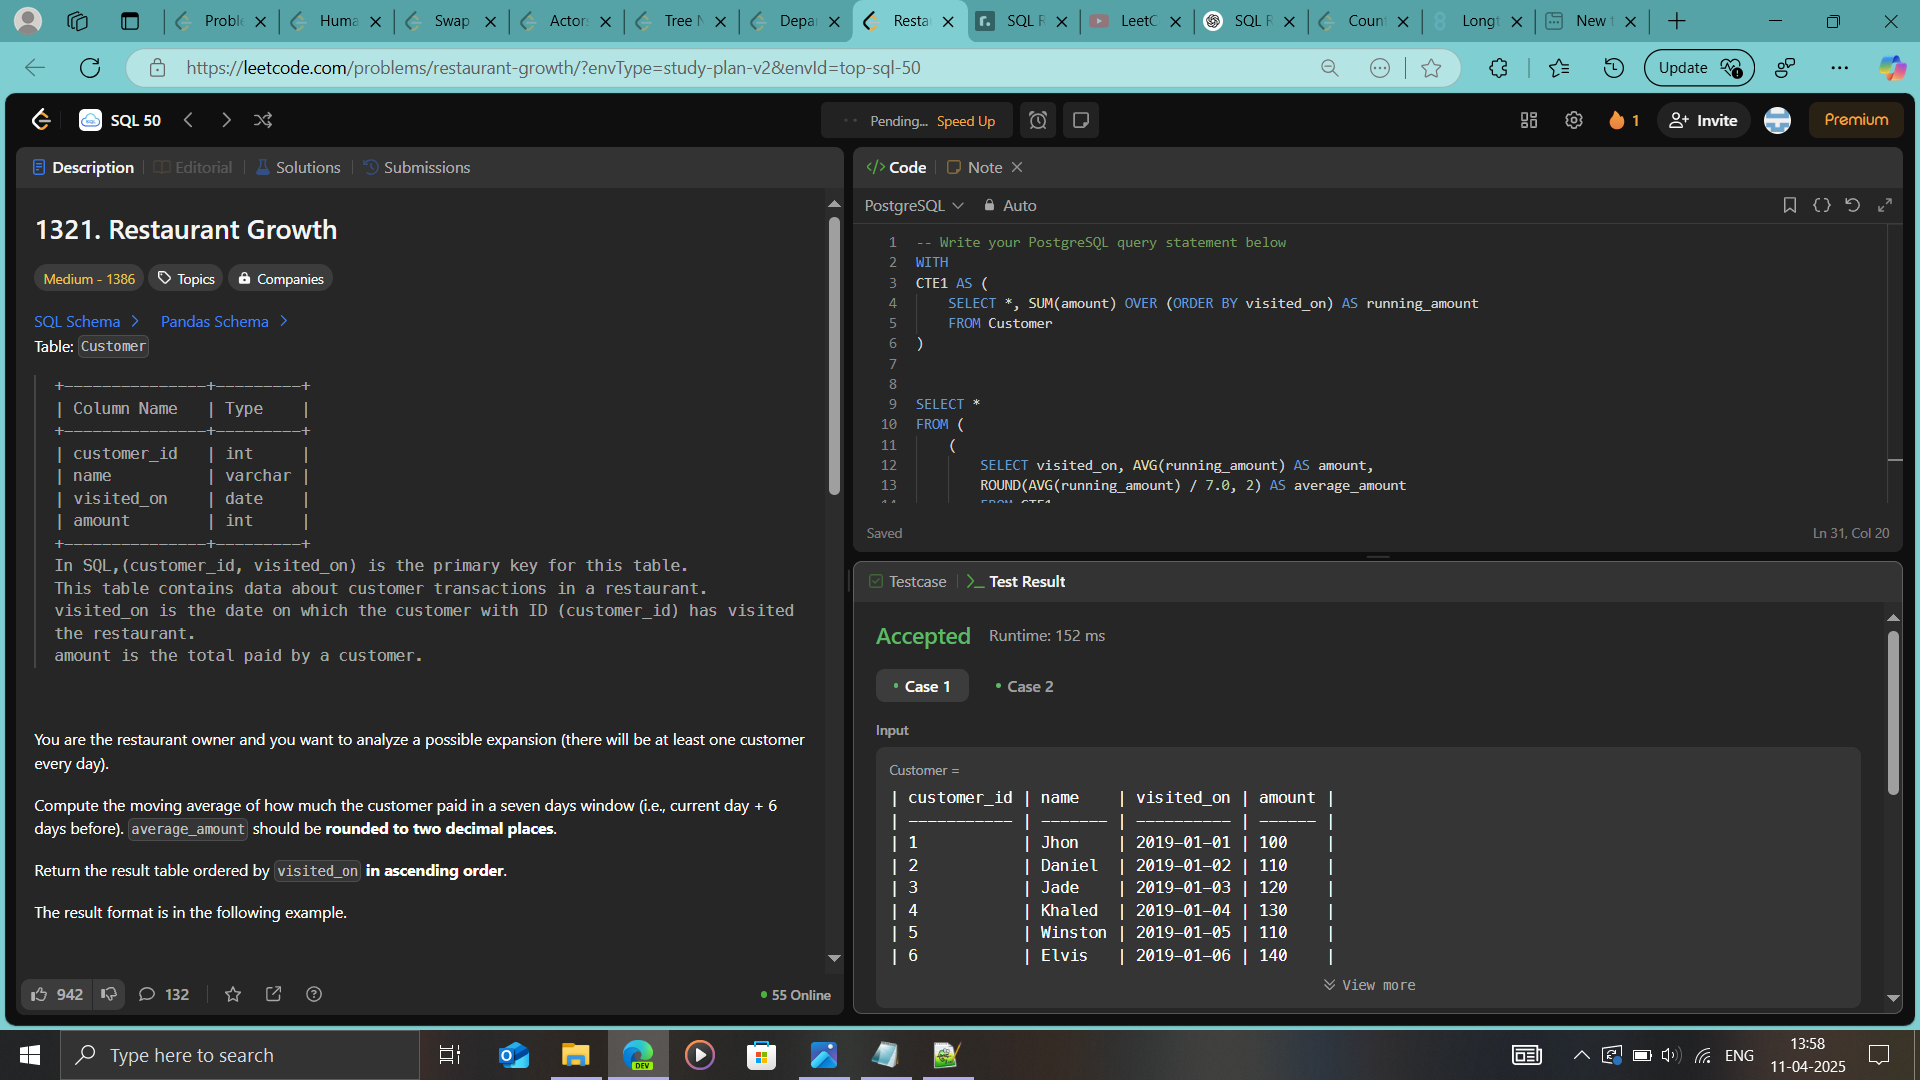 Proble
Huma
Swap
Actors
Tree N
Depar
Resta
SQL R
LeetC
SQL R
Coun
Longt
New t
https://leetcode.com/problems/restaurant-growth/?envType=study-plan-v2&envId=top-sql-50
Update
SQL 50
Pending... Speed Up
1
Invite
Premium
Description
Editorial
Solutions
Submissions
1321. Restaurant Growth
Medium - 1386
Topics
Companies
SQL Schema
Pandas Schema
Table: Customer
+---------------+---------+
| Column Name   | Type    |
+---------------+---------+
| customer_id   | int     |
| name          | varchar |
| visited_on    | date    |
| amount        | int     |
+---------------+---------+
In SQL,(customer_id, visited_on) is the primary key for this table.
This table contains data about customer transactions in a restaurant.
visited_on is the date on which the customer with ID (customer_id) has visited
the restaurant.
amount is the total paid by a customer.
You are the restaurant owner and you want to analyze a possible expansion (there will be at least one customer
every day).
Compute the moving average of how much the customer paid in a seven days window (i.e., current day + 6
days before). average_amount should be rounded to two decimal places.
Return the result table ordered by visited_on in ascending order.
The result format is in the following example.
942
132
55 Online
Code
Note
PostgreSQL
Auto
1 -- Write your PostgreSQL query statement below
2 WITH
3 CTE1 AS (
4     SELECT *, SUM(amount) OVER (ORDER BY visited_on) AS running_amount
5     FROM Customer
6 )
7
8
9 SELECT *
10 FROM (
11     (
12         SELECT visited_on, AVG(running_amount) AS amount,
13         ROUND(AVG(running_amount) / 7.0, 2) AS average_amount
14         FROM CTE1
Saved
Ln 31, Col 20
Testcase
Test Result
Accepted
Runtime: 152 ms
Case 1
Case 2
Input
Customer =
| customer_id | name    | visited_on | amount |
| ----------- | ------- | ---------- | ------ |
| 1           | Jhon    | 2019-01-01 | 100    |
| 2           | Daniel  | 2019-01-02 | 110    |
| 3           | Jade    | 2019-01-03 | 120    |
| 4           | Khaled  | 2019-01-04 | 130    |
| 5           | Winston | 2019-01-05 | 110    |
| 6           | Elvis   | 2019-01-06 | 140    |
View more
Type here to search
DEV
ENG
13:58
11-04-2025